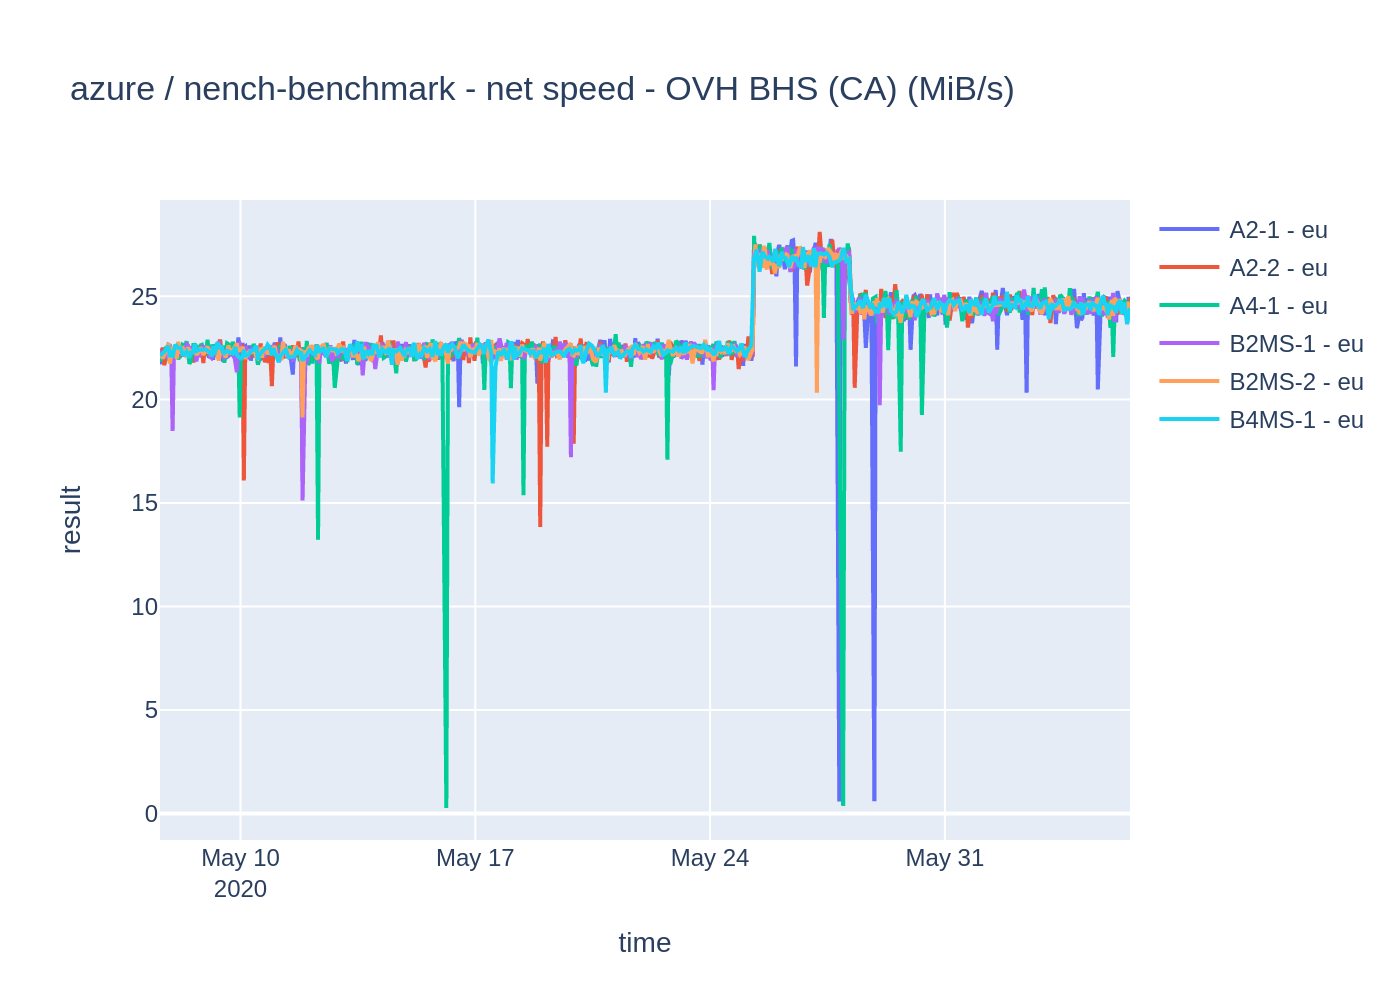 azure / nench-benchmark - net speed - OVH BHS (CA) (MiB/s)
A2-1 - eu
A2-2 - eu
A4-1 - eu
B2MS-1 - eu
B2MS-2 - eu
B4MS-1 - eu
25
20
15
10
5
0
result
May 10
2020
May 17
May 24
May 31
time